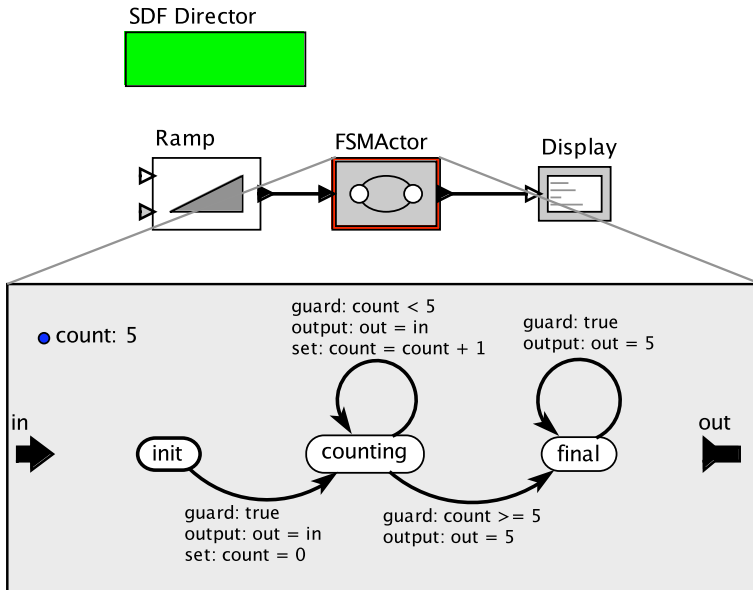 SDF Director
Ramp
FSMActor
Display
count: 5
guard: count < 5
output: out = in
set: count = count + 1
guard: true
output: out = 5
in
out
init
counting
final
guard: true
output: out = in
set: count = 0
guard: count >= 5
output: out = 5